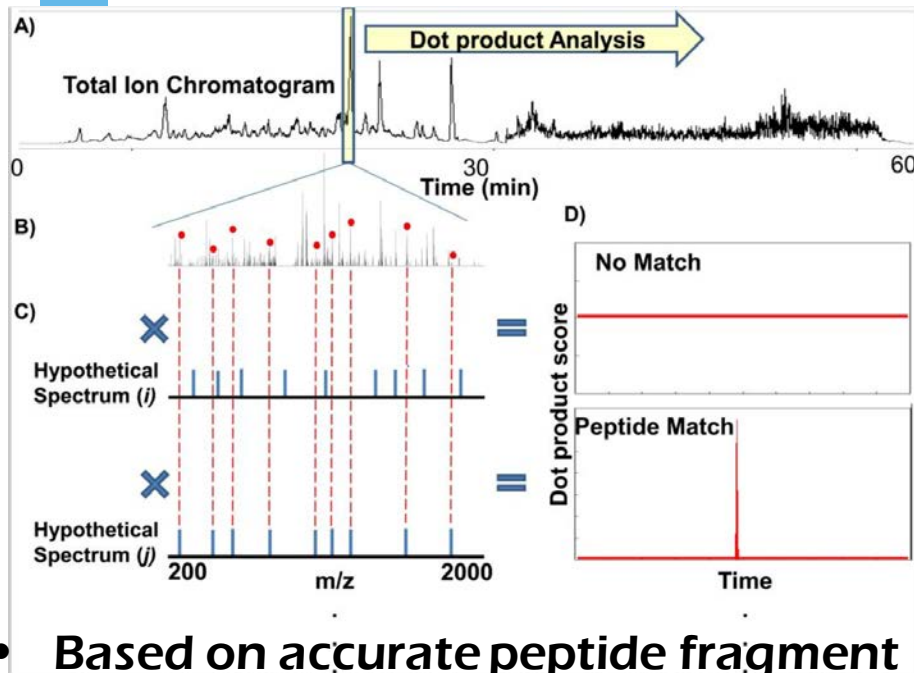 A)
Dot product Analysis
Total Ion Chromatogram
0 30 60
Time (min)
B)
D)
No Match
C)
Hypothetical
Spectrum (i)
Dot product score
Peptide Match
Hypothetical
Spectrum (j)
200 m/z 2000
Time
• Based on accurate peptide fragment